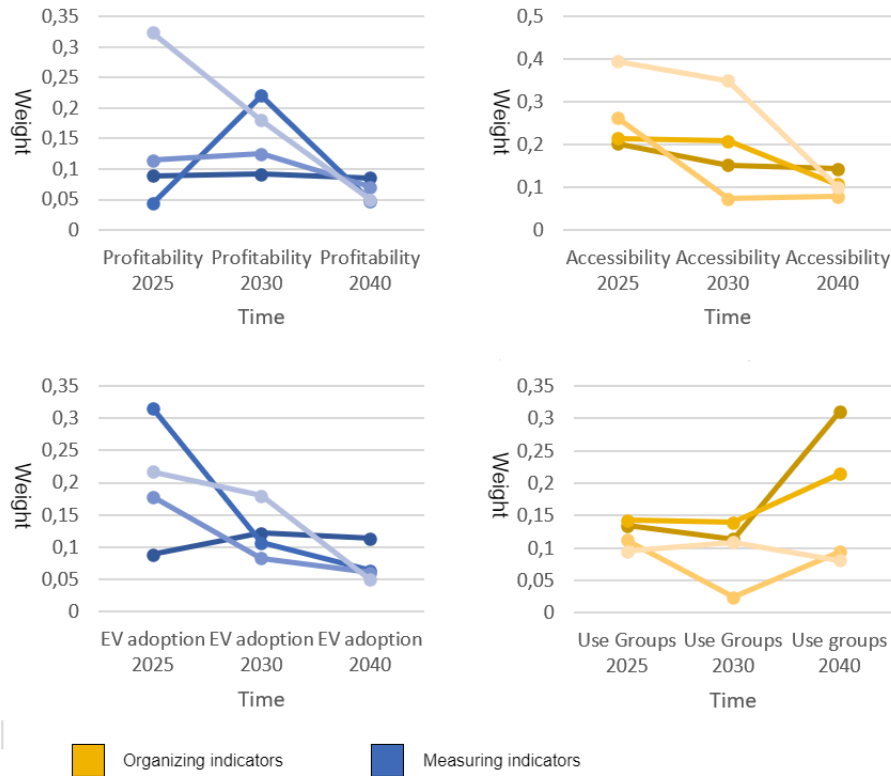 0,35
0,3
0,25
0,2
0,15
0,1
0,05
0
Weight
Profitability Profitability Profitability
2025 2030 2040
Time
0,5
0,4
0,3
0,2
0,1
0
Weight
Accessibility Accessibility Accessibility
2025 2030 2040
Time
0,35
0,3
0,25
0,2
0,15
0,1
0,05
0
Weight
EV adoption EV adoption EV adoption
2025 2030 2040
Time
0,35
0,3
0,25
0,2
0,15
0,1
0,05
0
Weight
Use Groups Use Groups Use groups
2025 2030 2040
Time
Organizing indicators
Measuring indicators